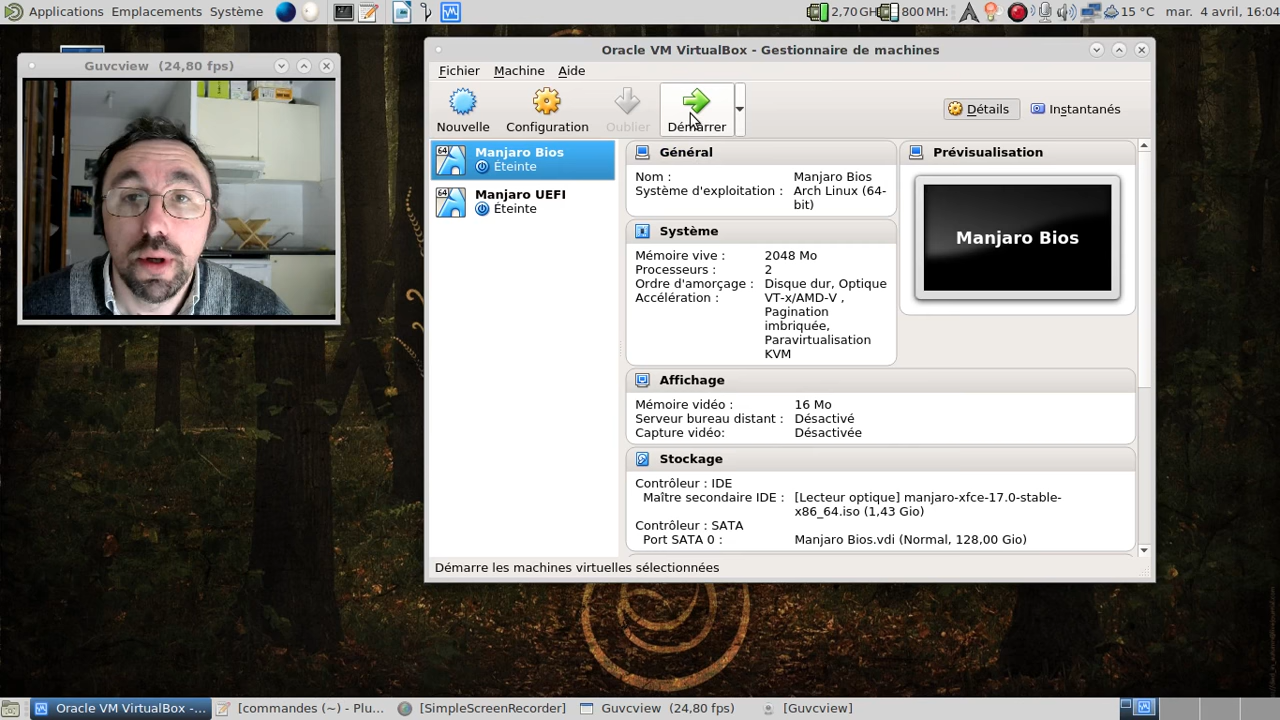 Applications Emplacements Système
2,70 GH
800 MH:
15 °C
mar. 4 avril, 16:04
Guvcview (24,80 fps)
Oracle VM VirtualBox - Gestionnaire de machines
Fichier Machine Aide
Nouvelle Configuration Oublier Démarrer
Détails Instantanés
64 Manjaro Bios
Éteinte
64 Manjaro UEFI
Éteinte
Général
Nom : Manjaro Bios
Système d'exploitation : Arch Linux (64-
bit)
Système
Mémoire vive : 2048 Mo
Processeurs : 2
Ordre d'amorçage : Disque dur, Optique
Accélération : VT-x/AMD-V ,
Pagination
imbriquée,
Paravirtualisation
KVM
Prévisualisation
Manjaro Bios
Affichage
Mémoire vidéo : 16 Mo
Serveur bureau distant : Désactivé
Capture vidéo: Désactivée
Stockage
Contrôleur : IDE
Maître secondaire IDE : [Lecteur optique] manjaro-xfce-17.0-stable-
x86_64.iso (1,43 Gio)
Contrôleur : SATA
Port SATA 0 : Manjaro Bios.vdi (Normal, 128,00 Gio)
Démarre les machines virtuelles sélectionnées
Oracle VM VirtualBox -... [commandes (~) - Plu... [SimpleScreenRecorder] Guvcview (24,80 fps) [Guvcview]